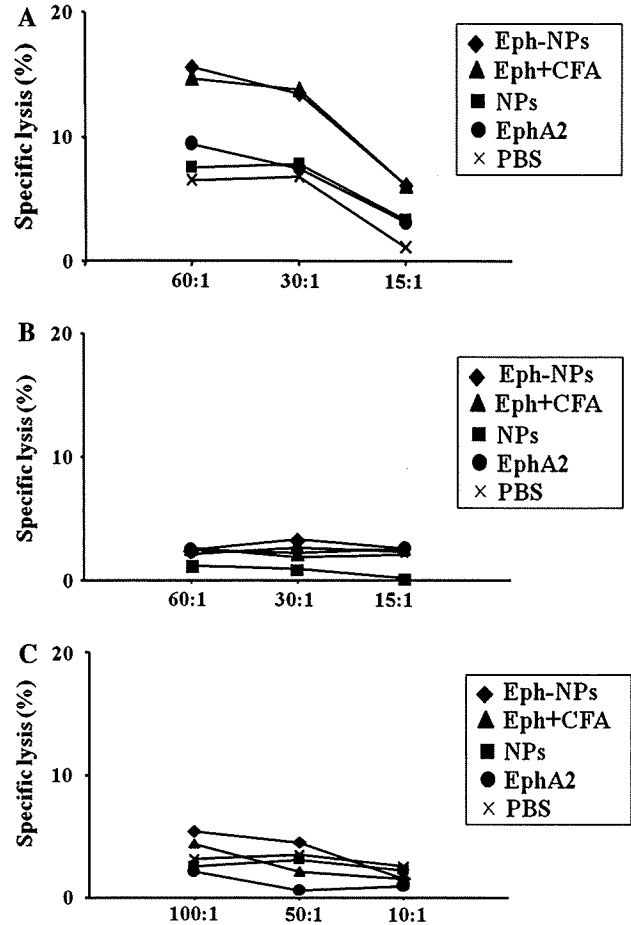 A
Specific lysis (%)
20
10
0
60:1 30:1 15:1
Eph-NPs
Eph+CFA
NPs
EphA2
PBS
B
Specific lysis (%)
20
10
0
60:1 30:1 15:1
Eph-NPs
Eph+CFA
NPs
EphA2
PBS
C
Specific lysis (%)
20
10
0
100:1 50:1 10:1
Eph-NPs
Eph+CFA
NPs
EphA2
PBS